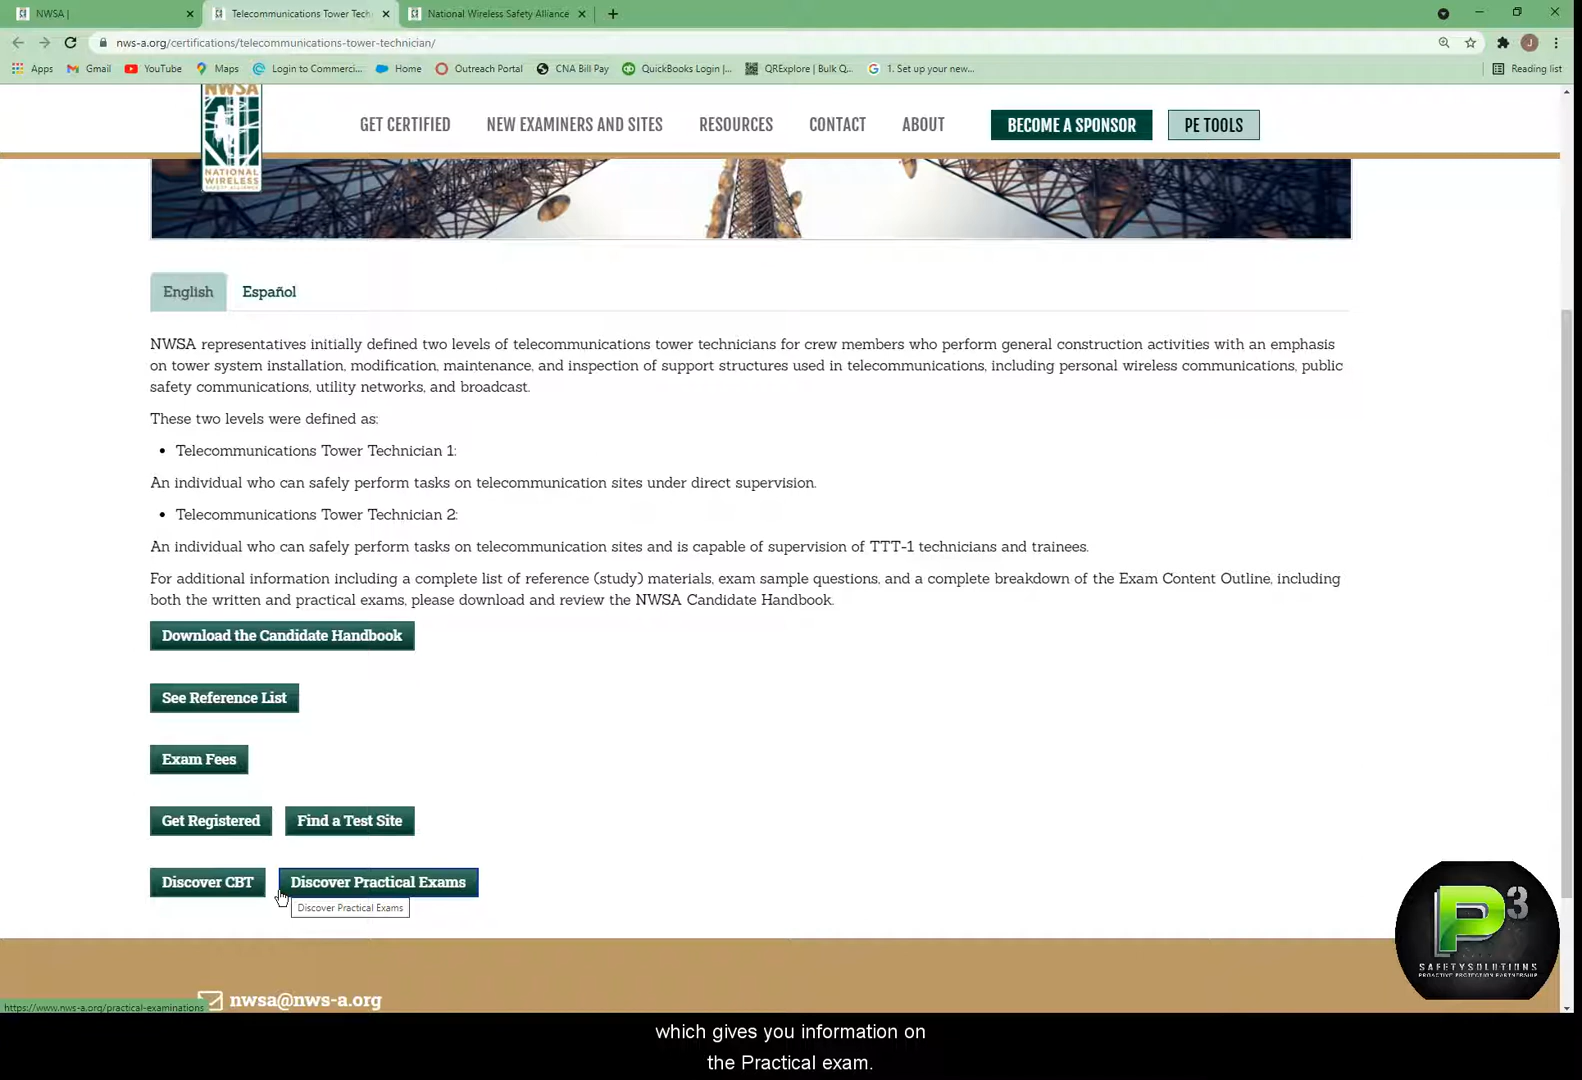 NWSA |
Telecommunications Tower Tech
National Wireless Safety Alliance
nws-a.org/certifications/telecommunications-tower-technician/
Apps
Gmail
YouTube
Maps
Login to Commerci...
Home
Outreach Portal
CNA Bill Pay
QuickBooks Login |...
QRExplore | Bulk Q...
1. Set up your new...
Reading list
NWSA
NATIONAL
WIRELESS
SAFETY ALLIANCE
GET CERTIFIED
NEW EXAMINERS AND SITES
RESOURCES
CONTACT
ABOUT
BECOME A SPONSOR
PE TOOLS
English
Español
NWSA representatives initially defined two levels of telecommunications tower technicians for crew members who perform general construction activities with an emphasis
on tower system installation, modification, maintenance, and inspection of support structures used in telecommunications, including personal wireless communications, public
safety communications, utility networks, and broadcast.
These two levels were defined as:
• Telecommunications Tower Technician 1:
An individual who can safely perform tasks on telecommunication sites under direct supervision.
• Telecommunications Tower Technician 2:
An individual who can safely perform tasks on telecommunication sites and is capable of supervision of TTT-1 technicians and trainees.
For additional information including a complete list of reference (study) materials, exam sample questions, and a complete breakdown of the Exam Content Outline, including
both the written and practical exams, please download and review the NWSA Candidate Handbook.
Download the Candidate Handbook
See Reference List
Exam Fees
Get Registered
Find a Test Site
Discover CBT
Discover Practical Exams
Discover Practical Exams
P3
SAFETYSOLUTIONS
PROACTIVE PROTECTION PARTNERSHIP
nwsa@nws-a.org
https://www.nws-a.org/practical-examinations
which gives you information on
the Practical exam.